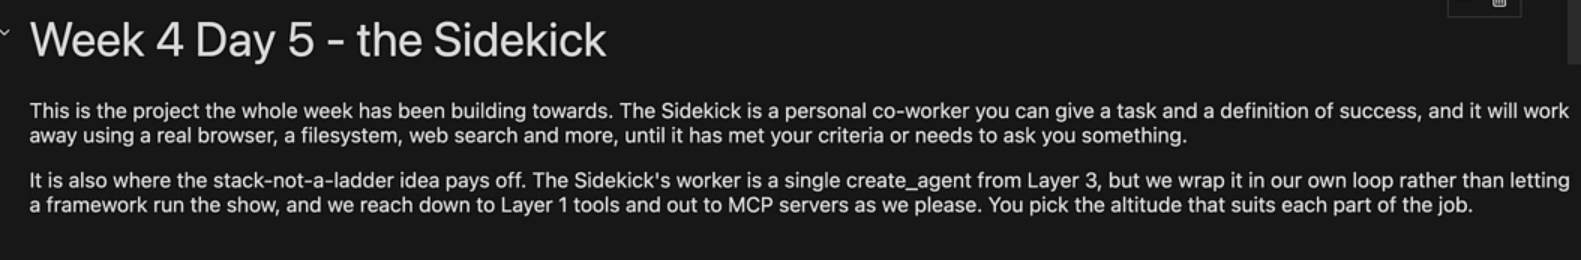 Week 4 Day 5 - the Sidekick
This is the project the whole week has been building towards. The Sidekick is a personal co-worker you can give a task and a definition of success, and it will work
away using a real browser, a filesystem, web search and more, until it has met your criteria or needs to ask you something.
It is also where the stack-not-a-ladder idea pays off. The Sidekick's worker is a single create_agent from Layer 3, but we wrap it in our own loop rather than letting
a framework run the show, and we reach down to Layer 1 tools and out to MCP servers as we please. You pick the altitude that suits each part of the job.